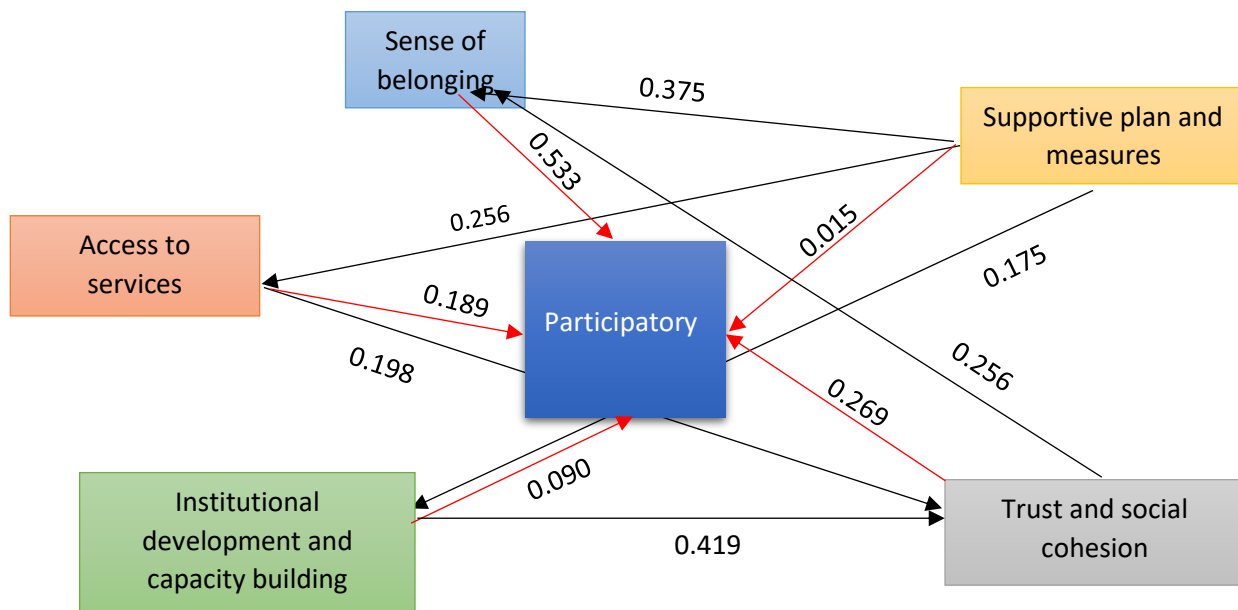 Sense of
belonging
0.375
Supportive plan and
measures
0.533
0.256
0.015
0.175
Access to
services
0.189
Participatory
0.198
0.256
0.269
0.090
Institutional
development and
capacity building
0.419
Trust and social
cohesion